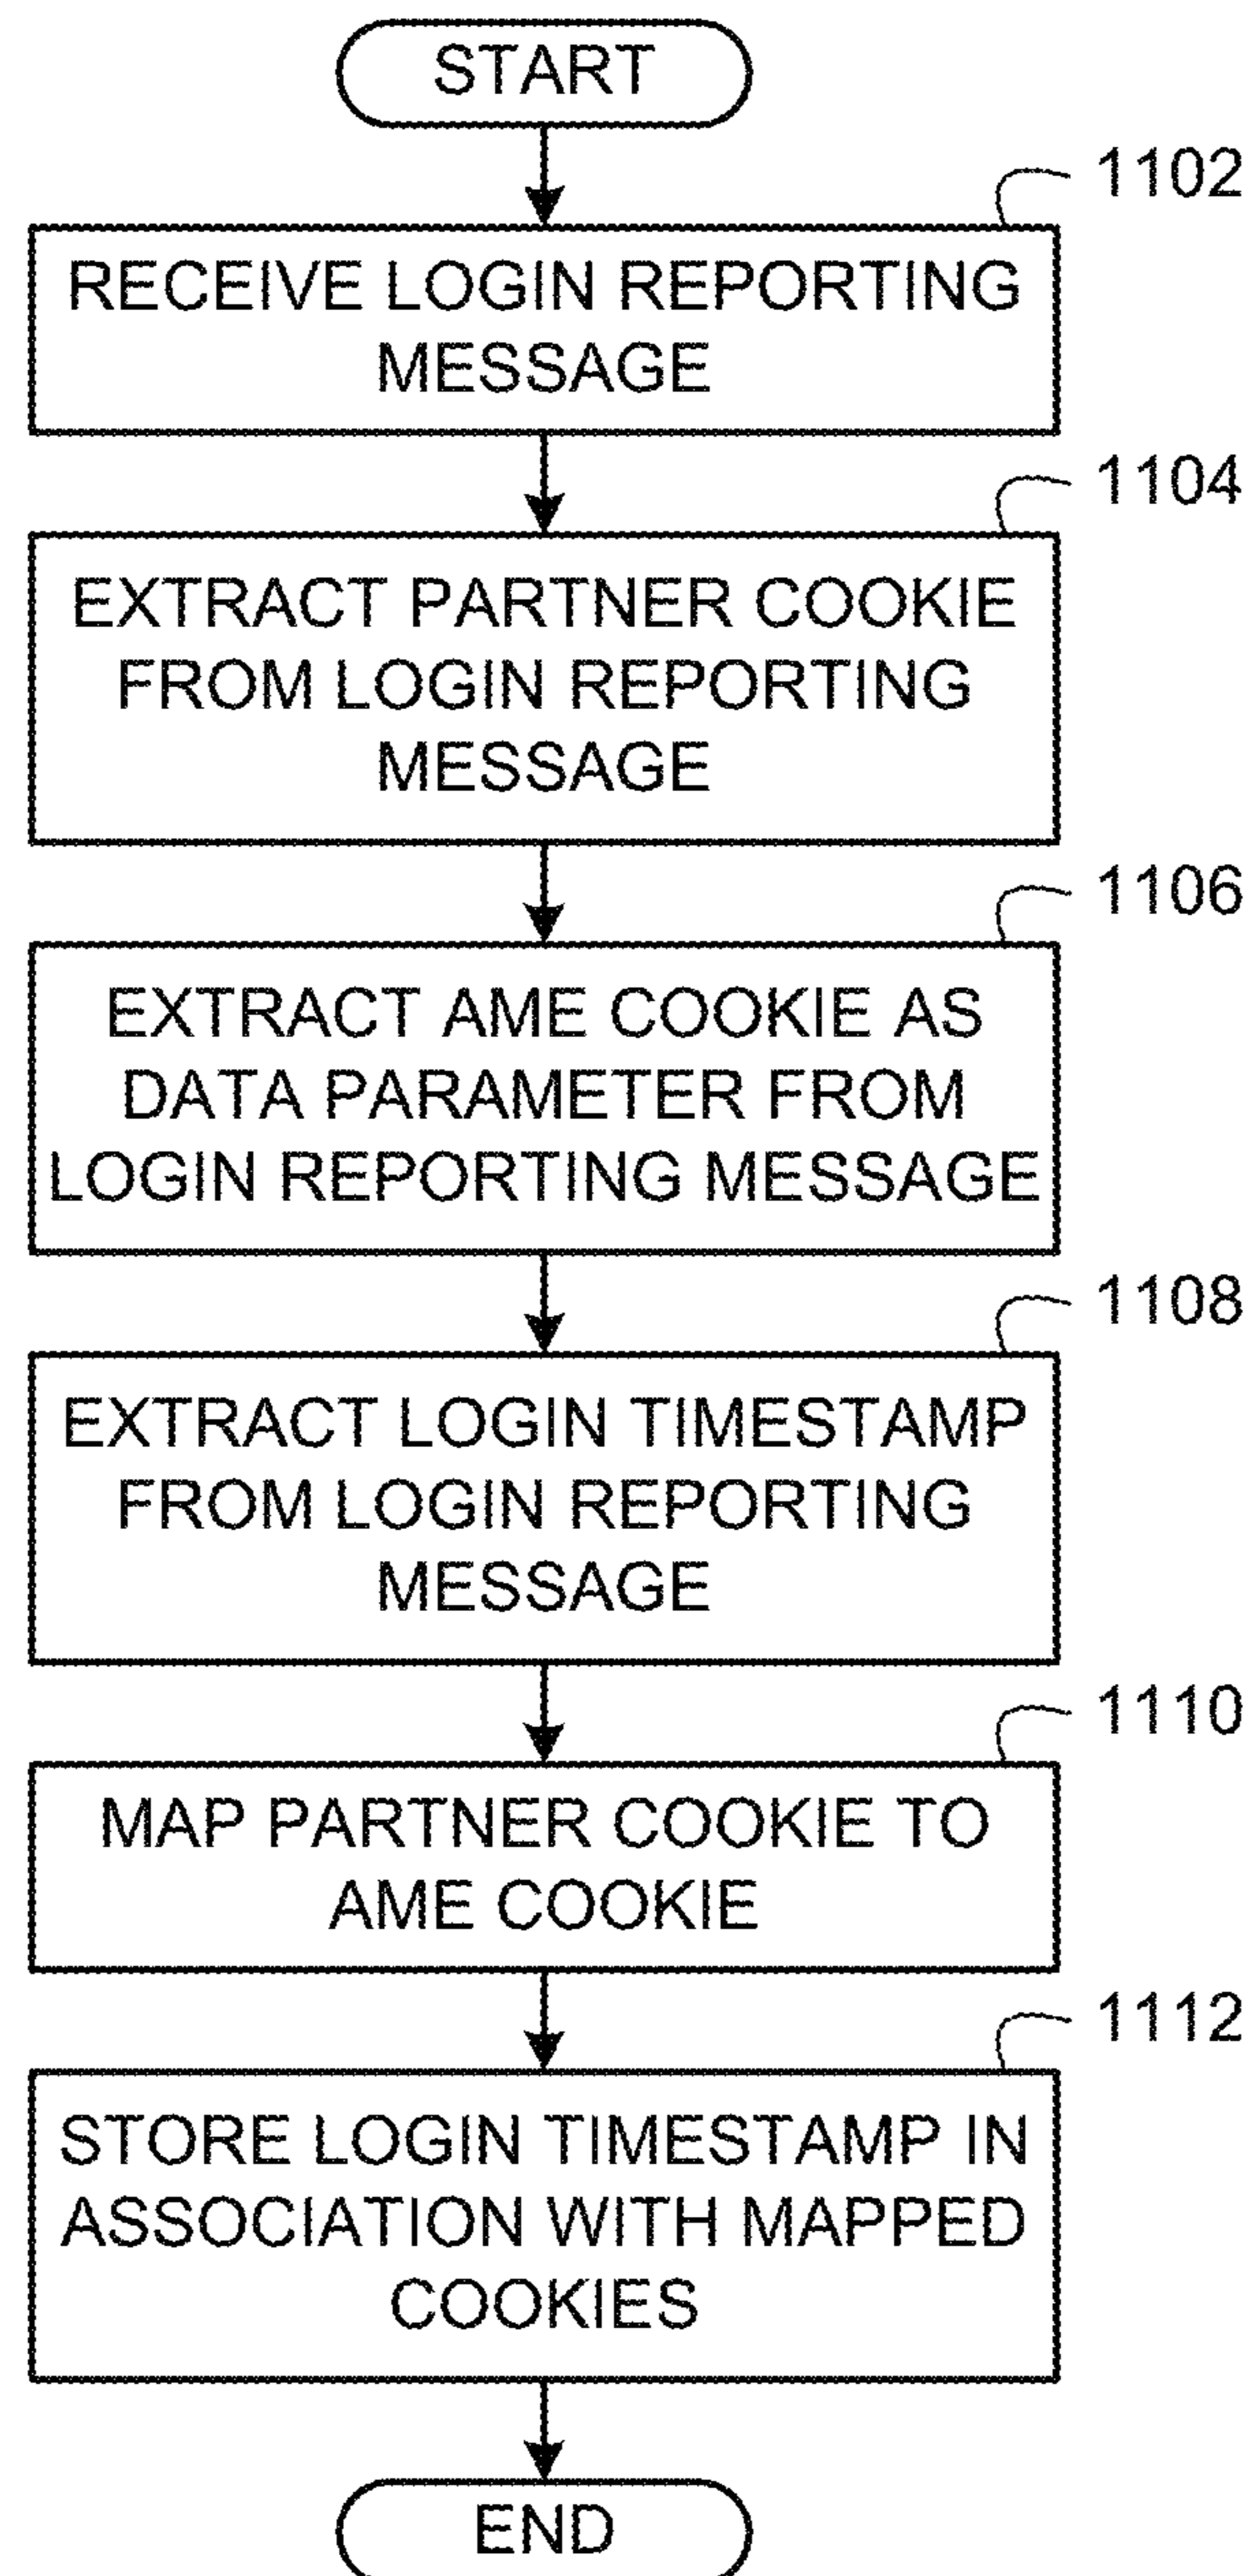 START
1102
RECEIVE LOGIN REPORTING
MESSAGE
1104
EXTRACT PARTNER COOKIE
FROM LOGIN REPORTING
MESSAGE
1106
EXTRACT AME COOKIE AS
DATA PARAMETER FROM
LOGIN REPORTING MESSAGE
1108
EXTRACT LOGIN TIMESTAMP
FROM LOGIN REPORTING
MESSAGE
1110
MAP PARTNER COOKIE TO
AME COOKIE
1112
STORE LOGIN TIMESTAMP IN
ASSOCIATION WITH MAPPED
COOKIES
END